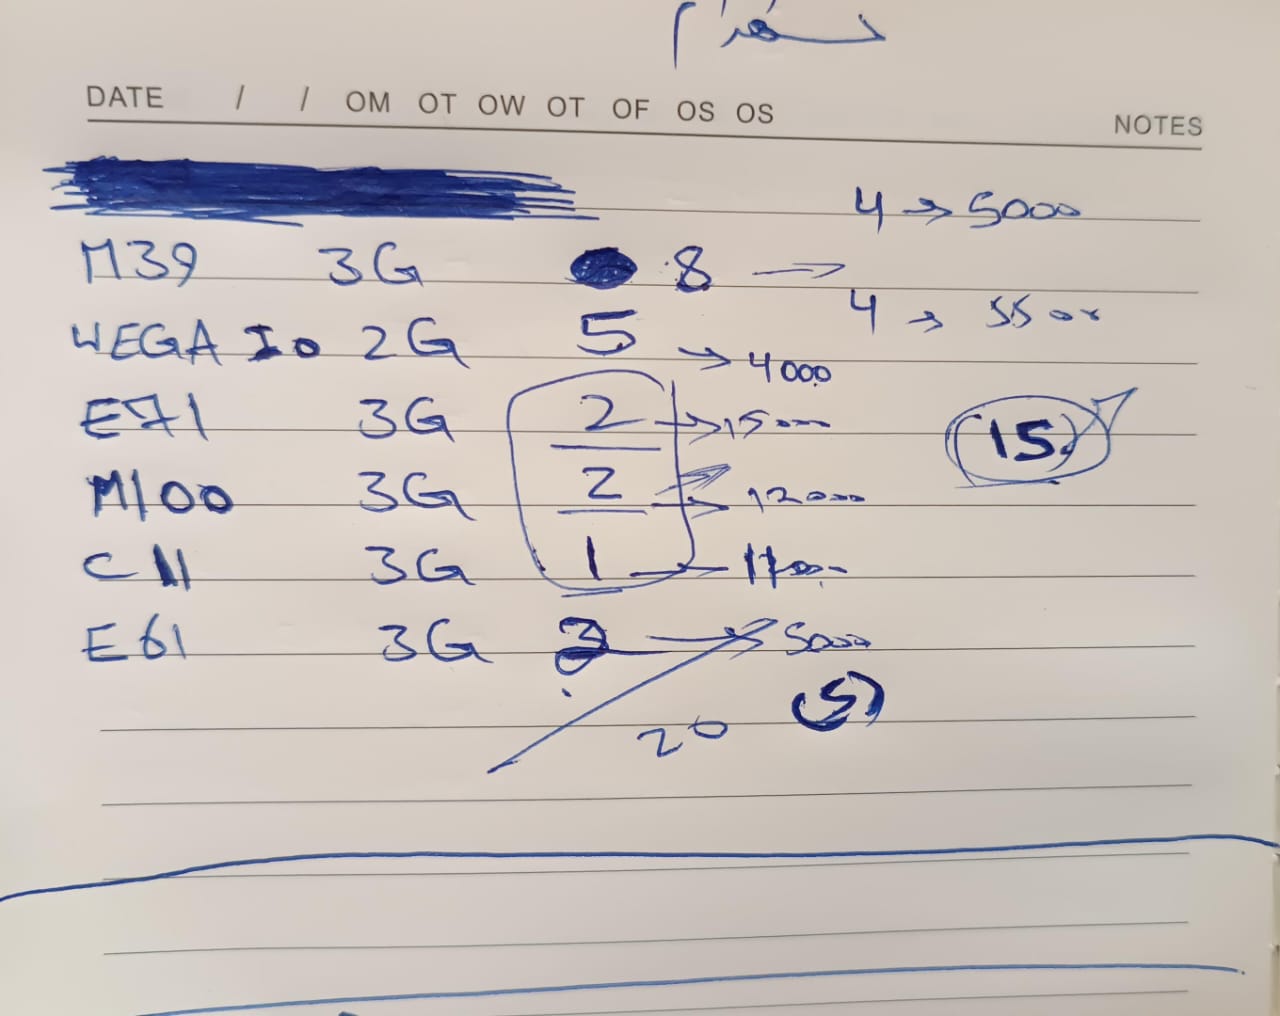 DATE / / OM OT OW OT OF OS OS
NOTES
4 → 5000
M39 3G 8 →
4 → 5500
WEGA IO 2G 5 → 4000
E71 3G 2 → 15000
15
M100 3G 2 → 12000
C11 3G 1 → 11000
E61 3G 2 → 5000
20 5